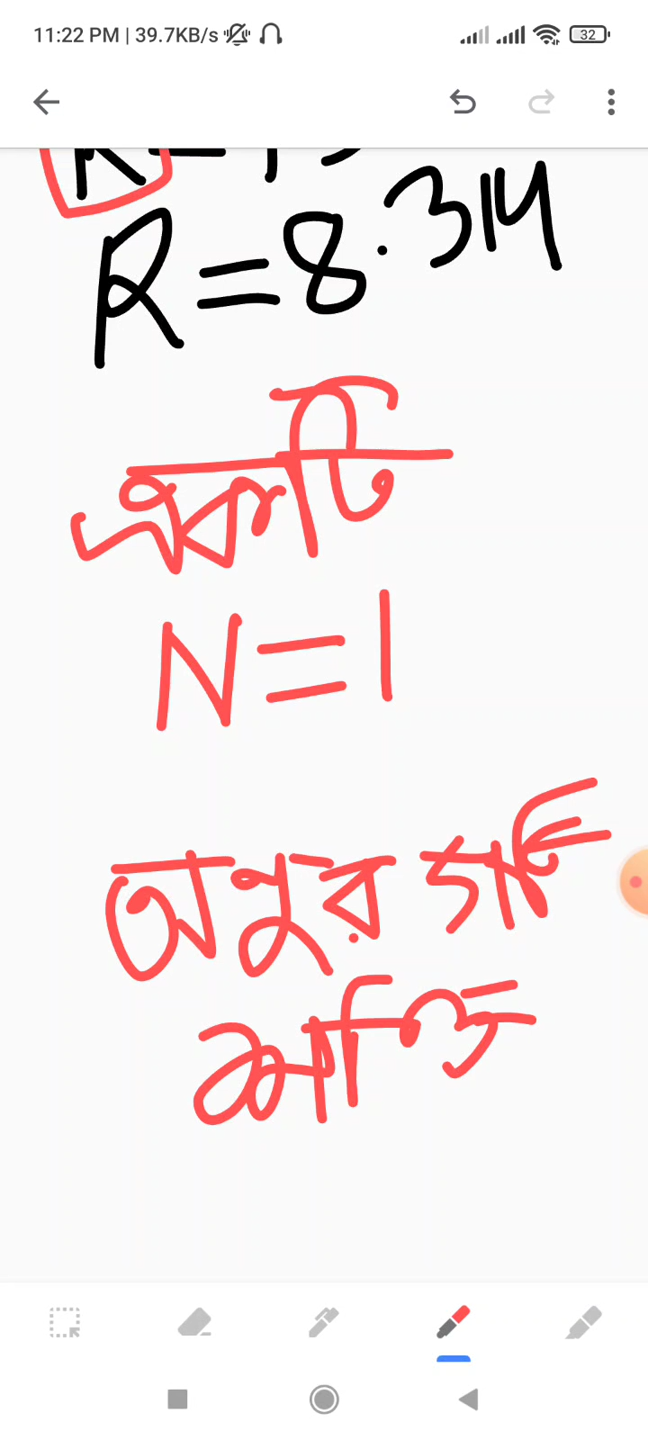 11:22 PM | 39.7KB/s
32
R = 8.314
একটি
N = 1
অনুর গতি
শক্তি